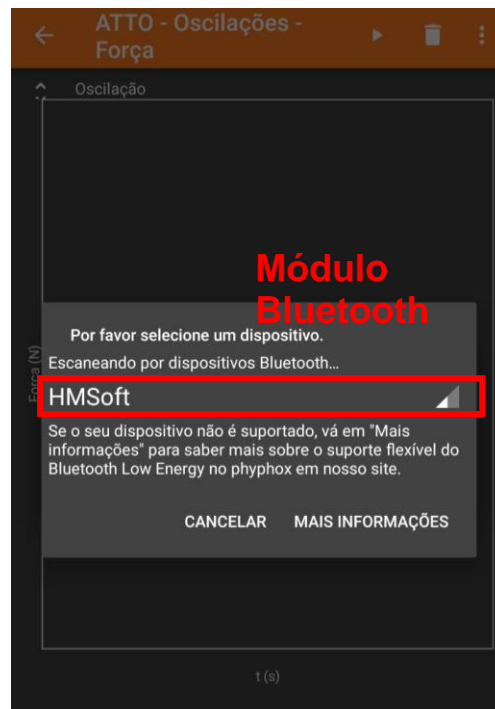 ATTO - Oscilações -
Força
Oscilação
Módulo
Bluetooth
Por favor selecione um dispositivo.
Força (N)
Escaneando por dispositivos Bluetooth…
HMSoft
Se o seu dispositivo não é suportado, vá em "Mais
informações" para saber mais sobre o suporte flexível do
Bluetooth Low Energy no phyphox em nosso site.
CANCELAR MAIS INFORMAÇÕES
t (s)